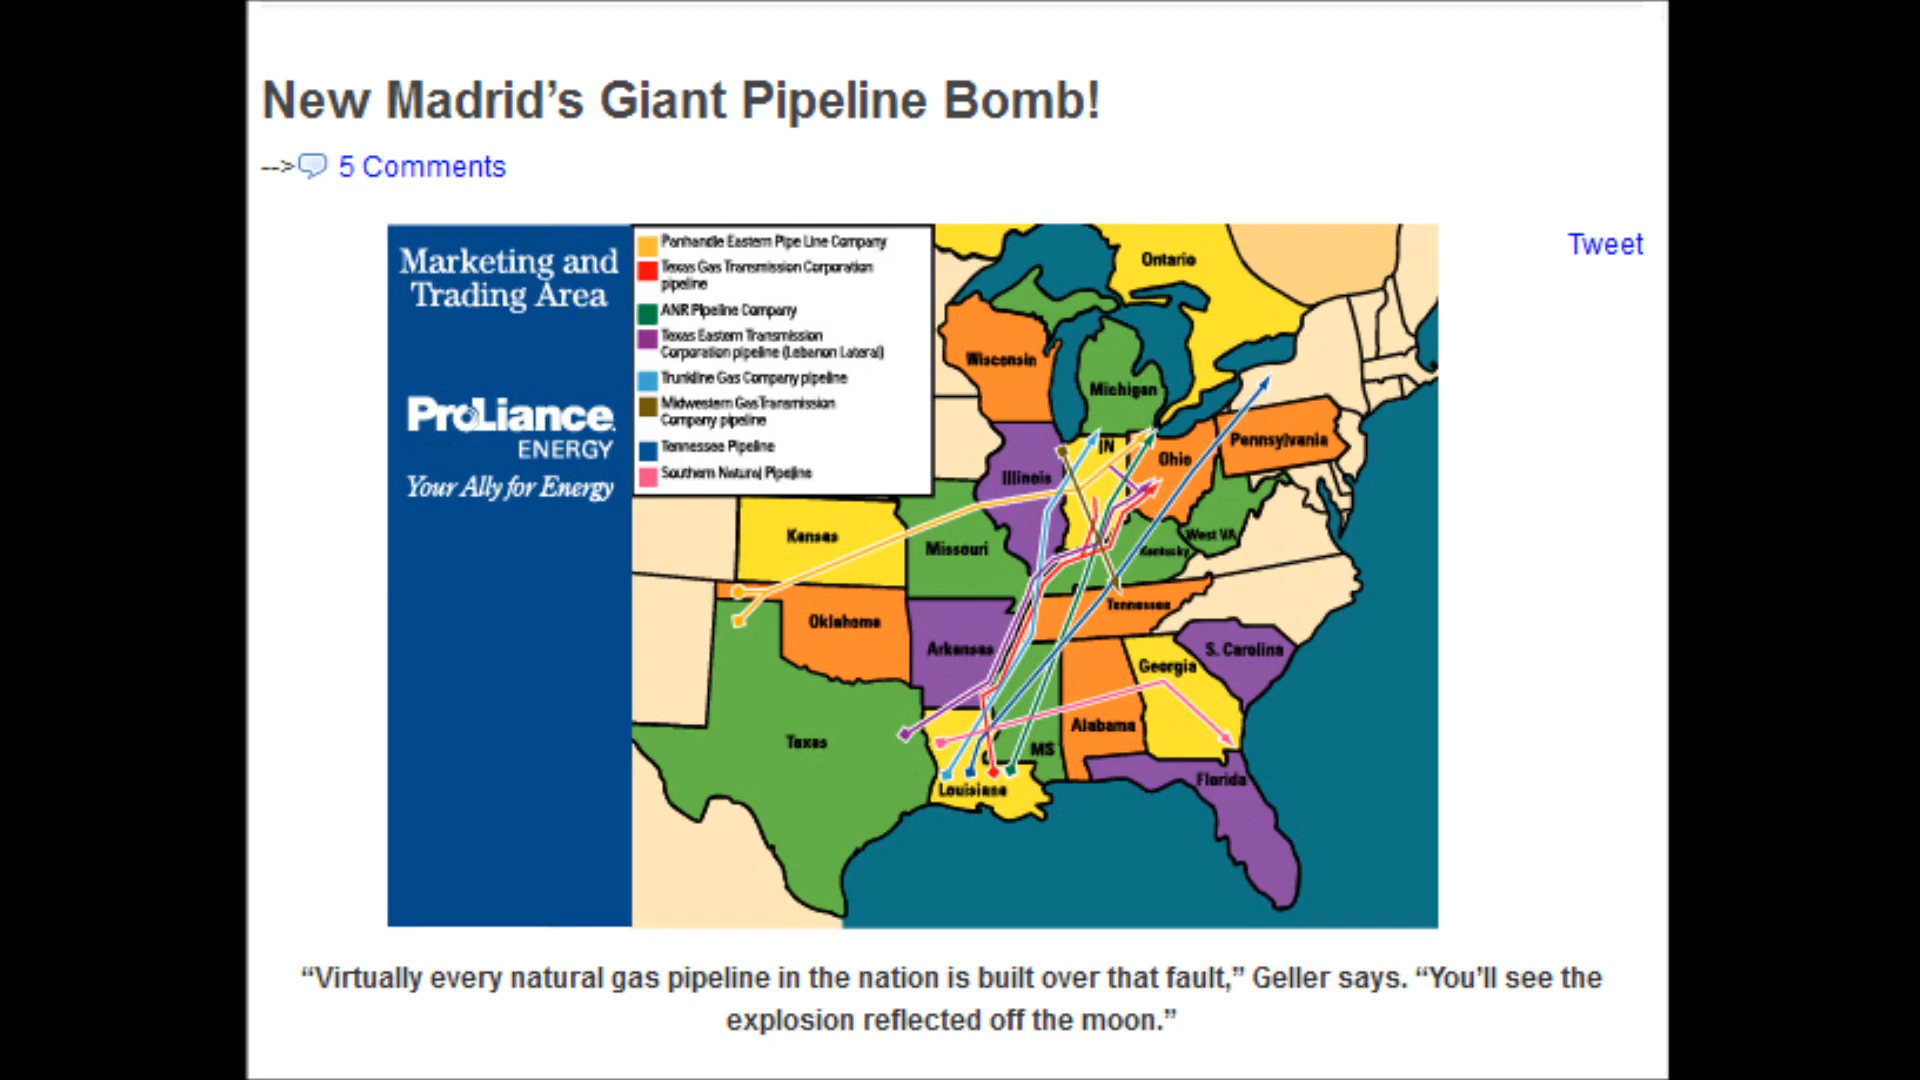 New Madrid’s Giant Pipeline Bomb!
--> 5 Comments
Tweet
Marketing and
Trading Area
ProLiance
ENERGY
Your Ally for Energy
Panhandle Eastern Pipe Line Company
Texas Gas Transmission Corporation
pipeline
ANR Pipeline Company
Texas Eastern Transmission
Corporation pipeline (Lebanon Lateral)
Trunkline Gas Company pipeline
Midwestern Gas Transmission
Company pipeline
Tennessee Pipeline
Southern Natural Pipeline
Ontario
Wisconsin
Michigan
IN
Ohio
Pennsylvania
Illinois
Kansas
Missouri
West VA
Kentucky
Tennessee
Oklahoma
Arkansas
S. Carolina
Georgia
Texas
Alabama
MS
Louisiana
Florida
“Virtually every natural gas pipeline in the nation is built over that fault,” Geller says. “You’ll see the
explosion reflected off the moon.”